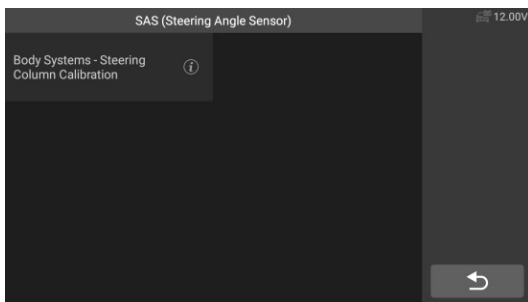 SAS (Steering Angle Sensor)
12.00V
Body Systems - Steering
Column Calibration